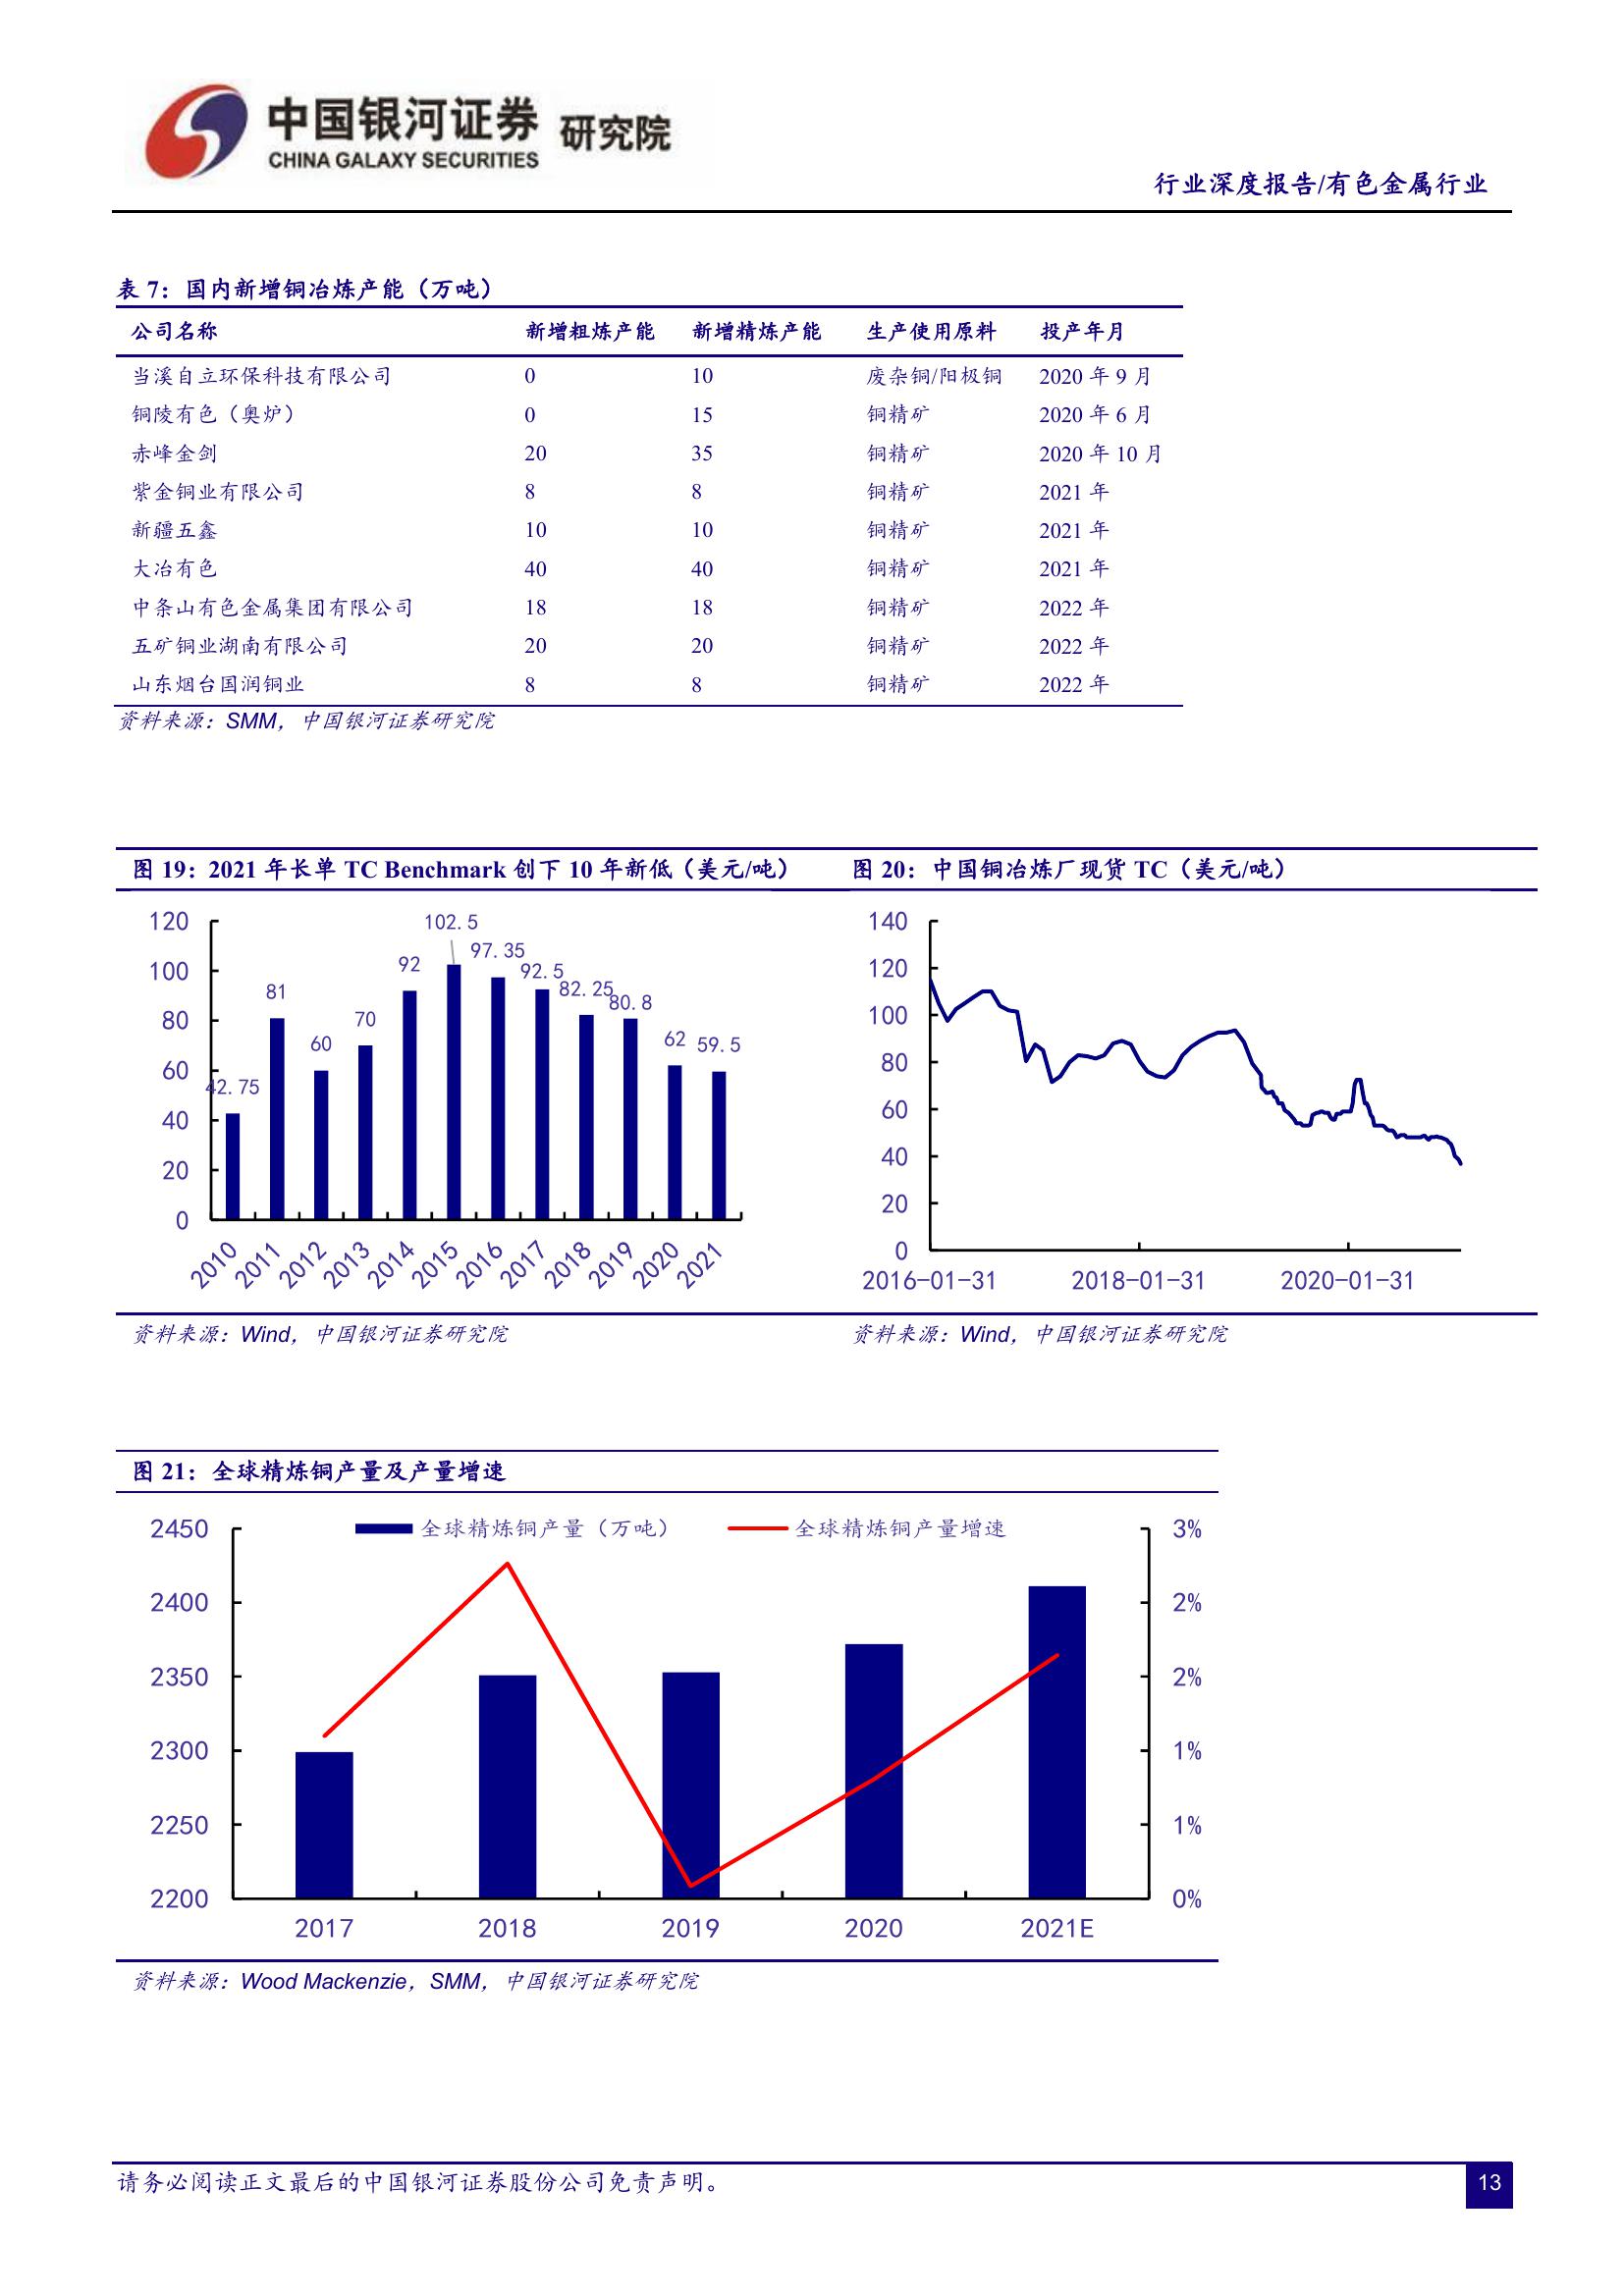 中国银河证券 研究院
CHINA GALAXY SECURITIES
行业深度报告/有色金属行业
表 7：国内新增铜冶炼产能（万吨）
公司名称 新增粗炼产能 新增精炼产能 生产使用原料 投产年月
当溪自立环保科技有限公司 0 10 废杂铜/阳极铜 2020 年 9 月
铜陵有色（奥炉） 0 15 铜精矿 2020 年 6 月
赤峰金剑 20 35 铜精矿 2020 年 10 月
紫金铜业有限公司 8 8 铜精矿 2021 年
新疆五鑫 10 10 铜精矿 2021 年
大冶有色 40 40 铜精矿 2021 年
中条山有色金属集团有限公司 18 18 铜精矿 2022 年
五矿铜业湖南有限公司 20 20 铜精矿 2022 年
山东烟台国润铜业 8 8 铜精矿 2022 年
资料来源：SMM，中国银河证券研究院
图 19：2021 年长单 TC Benchmark 创下 10 年新低（美元/吨）
120
100
80
60
40
20
0
42.75
81
60
70
92
102.5
97.35
92.5
82.25
80.8
62
59.5
2010 2011 2012 2013 2014 2015 2016 2017 2018 2019 2020 2021
资料来源：Wind，中国银河证券研究院
图 20：中国铜冶炼厂现货 TC（美元/吨）
140
120
100
80
60
40
20
0
2016-01-31 2018-01-31 2020-01-31
资料来源：Wind，中国银河证券研究院
图 21：全球精炼铜产量及产量增速
全球精炼铜产量（万吨） 全球精炼铜产量增速
2450
2400
2350
2300
2250
2200
3%
2%
2%
1%
1%
0%
2017 2018 2019 2020 2021E
资料来源：Wood Mackenzie，SMM，中国银河证券研究院
请务必阅读正文最后的中国银河证券股份公司免责声明。
13